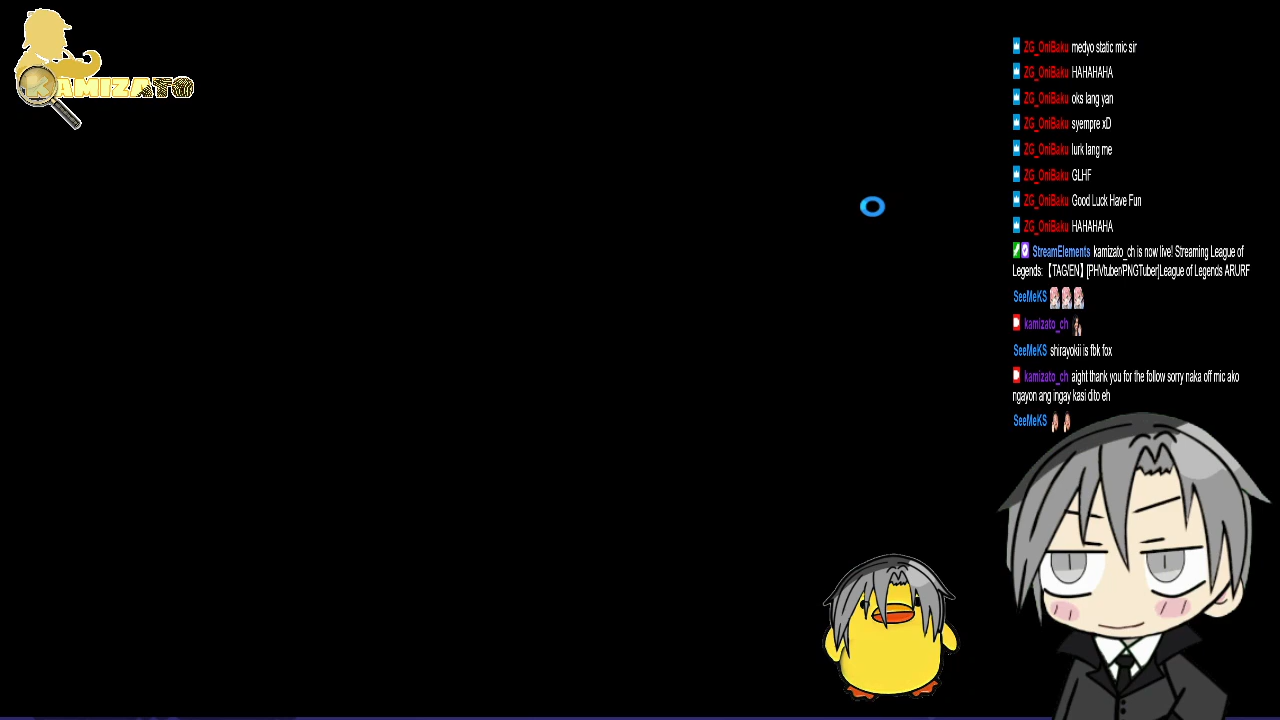 KAMIZATO
ZG_OniBaku medyo static mic sir
ZG_OniBaku HAHAHAHA
ZG_OniBaku oks lang yan
ZG_OniBaku syempre xD
ZG_OniBaku lurk lang me
ZG_OniBaku GLHF
ZG_OniBaku Good Luck Have Fun
ZG_OniBaku HAHAHAHA
StreamElements kamizato_ch is now live! Streaming League of
Legends: 【TAG/EN】[PHVtuber/PNGTuber]League of Legends ARURF
SeeMeKS
kamizato_ch
SeeMeKS shirayokii is fbk fox
kamizato_ch aight thank you for the follow sorry naka off mic ako
ngayon ang ingay kasi dito eh
SeeMeKS